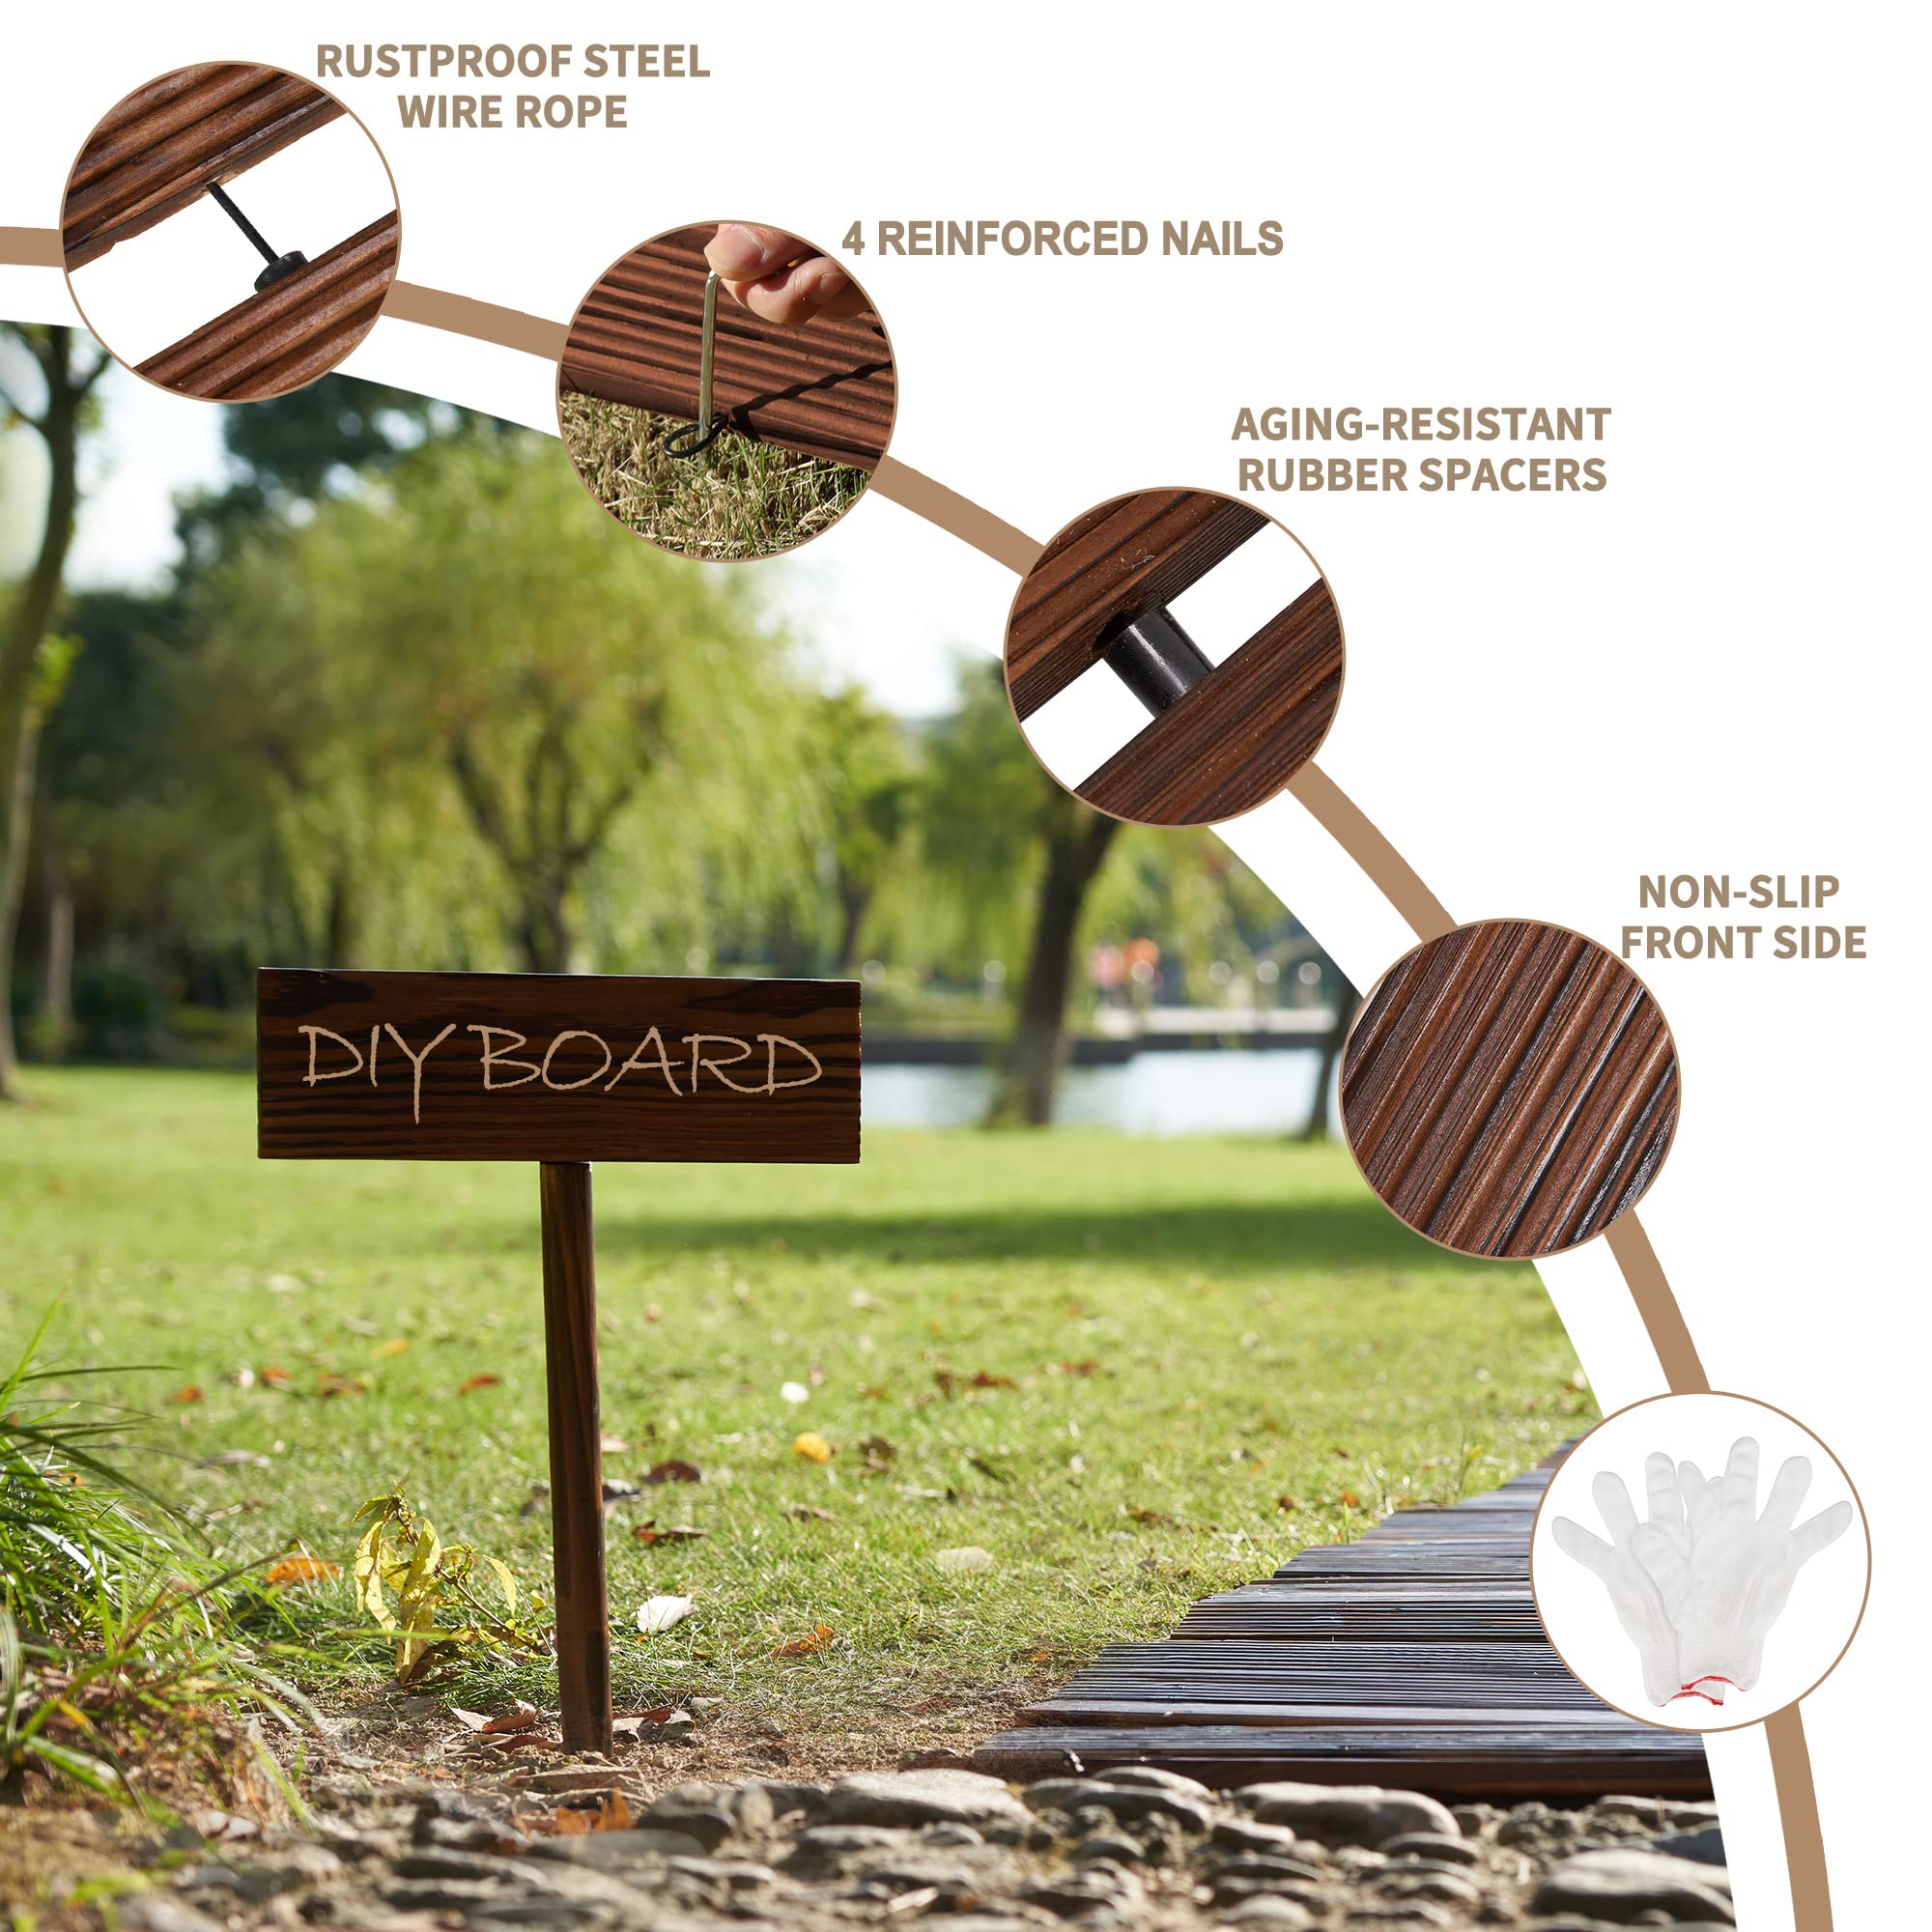 RUSTPROOF STEEL
WIRE ROPE
4 REINFORCED NAILS
AGING-RESISTANT
RUBBER SPACERS
NON-SLIP
FRONT SIDE
DIY BOARD